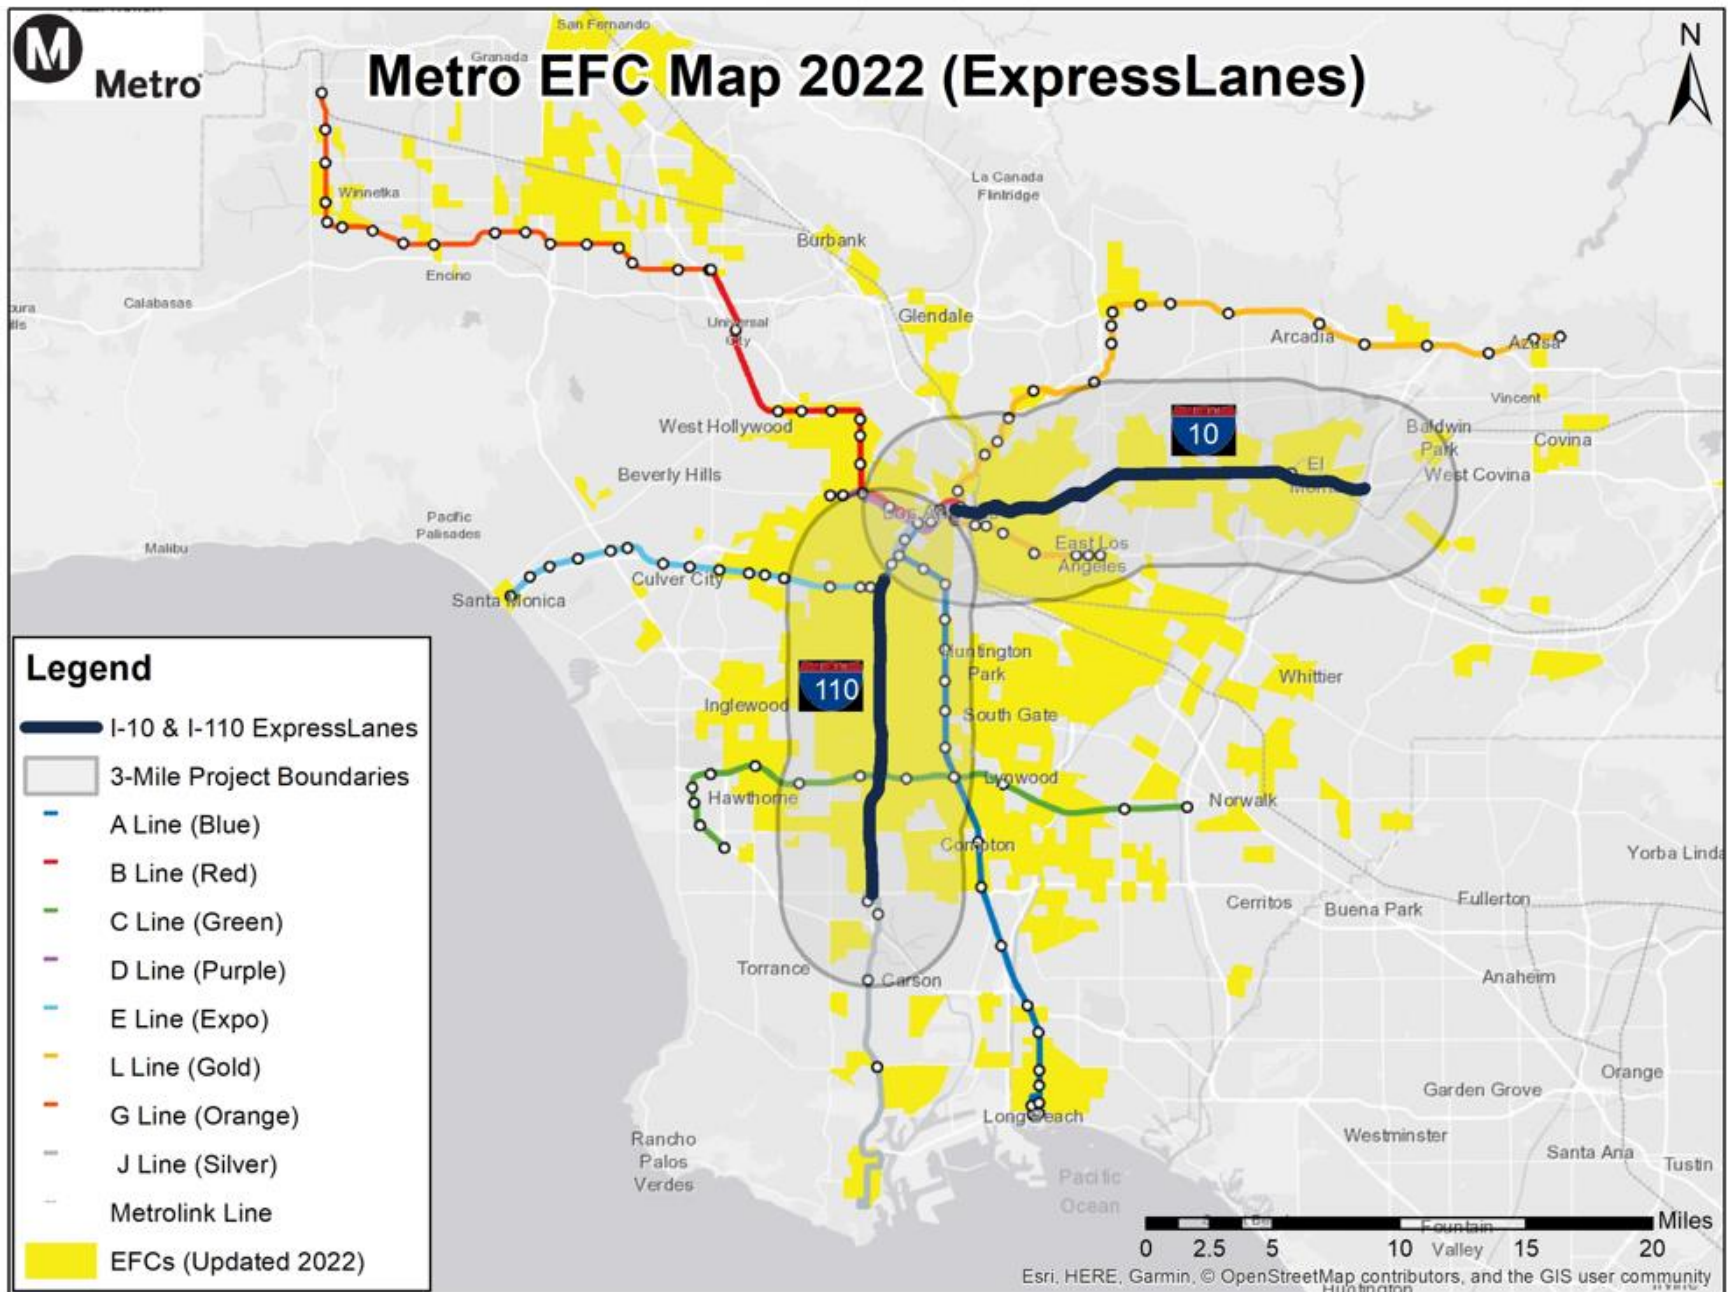 M
Metro
Metro EFC Map 2022 (ExpressLanes)
N
San Fernando
Granada
Winnetka
Encino
Calabasas
Burbank
La Canada
Flintridge
Universal
City
Glendale
Arcadia
Azusa
Vincent
West Hollywood
10
Baldwin
Park
Covina
Beverly Hills
El
West Covina
Pacific
Palisades
Malibu
East Los
Angeles
Culver City
Santa Monica
Huntington
Park
Whittier
110
Inglewood
South Gate
Lynwood
Hawthorne
Norwalk
Compton
Yorba Linda
Cerritos
Buena Park
Fullerton
Torrance
Carson
Anaheim
Orange
Garden Grove
Long Beach
Westminster
Santa Ana
Tustin
Rancho
Palos
Verdes
Pacific
Ocean
Legend
I-10 & I-110 ExpressLanes
3-Mile Project Boundaries
A Line (Blue)
B Line (Red)
C Line (Green)
D Line (Purple)
E Line (Expo)
L Line (Gold)
G Line (Orange)
J Line (Silver)
Metrolink Line
EFCs (Updated 2022)
Miles
0 2.5 5 10 15 20
Fountain
Valley
Esri, HERE, Garmin, © OpenStreetMap contributors, and the GIS user community
Huntington